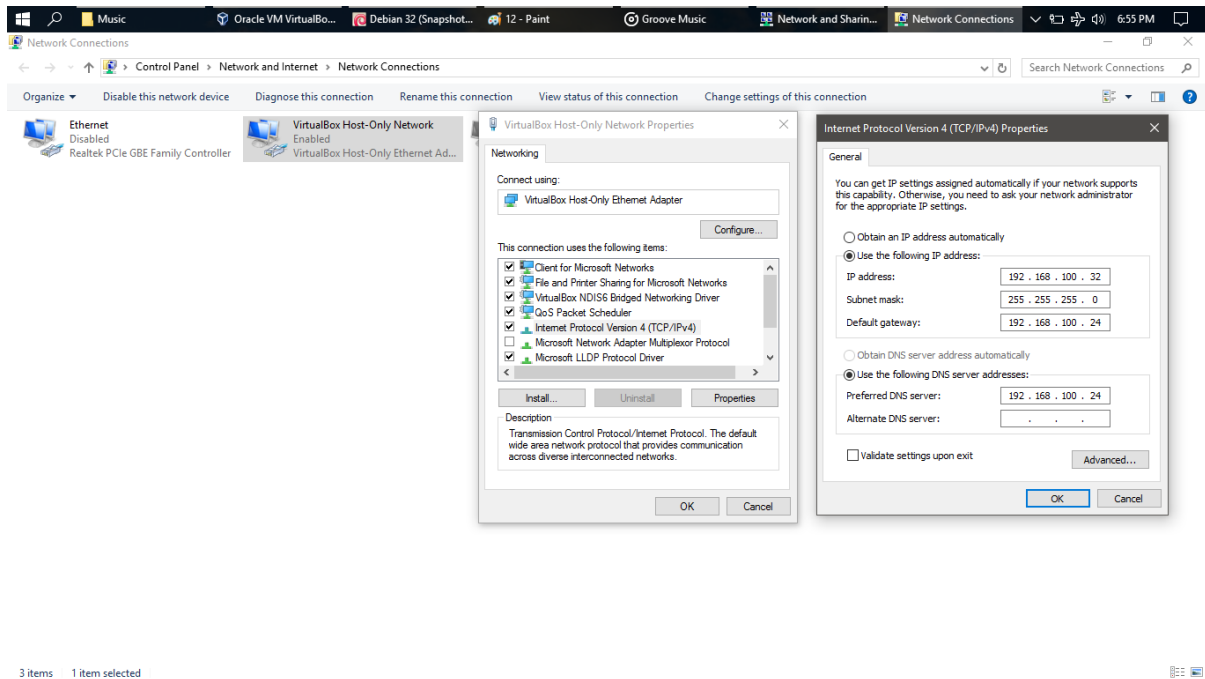 Music
Oracle VM VirtualBo...
Debian 32 (Snapshot...
12 - Paint
Groove Music
Network and Sharin...
Network Connections
6:55 PM
Network Connections
Control Panel › Network and Internet › Network Connections
Search Network Connections
Organize
Disable this network device
Diagnose this connection
Rename this connection
View status of this connection
Change settings of this connection
Ethernet
Disabled
Realtek PCIe GBE Family Controller
VirtualBox Host-Only Network
Enabled
VirtualBox Host-Only Ethernet Ad...
VirtualBox Host-Only Network Properties
Networking
Connect using:
VirtualBox Host-Only Ethernet Adapter
Configure...
This connection uses the following items:
Client for Microsoft Networks
File and Printer Sharing for Microsoft Networks
VirtualBox NDIS6 Bridged Networking Driver
QoS Packet Scheduler
Internet Protocol Version 4 (TCP/IPv4)
Microsoft Network Adapter Multiplexor Protocol
Microsoft LLDP Protocol Driver
Install...
Uninstall
Properties
Description
Transmission Control Protocol/Internet Protocol. The default
wide area network protocol that provides communication
across diverse interconnected networks.
OK
Cancel
Internet Protocol Version 4 (TCP/IPv4) Properties
General
You can get IP settings assigned automatically if your network supports
this capability. Otherwise, you need to ask your network administrator
for the appropriate IP settings.
Obtain an IP address automatically
Use the following IP address:
IP address: 192 . 168 . 100 . 32
Subnet mask: 255 . 255 . 255 . 0
Default gateway: 192 . 168 . 100 . 24
Obtain DNS server address automatically
Use the following DNS server addresses:
Preferred DNS server: 192 . 168 . 100 . 24
Alternate DNS server: . . .
Validate settings upon exit
Advanced...
OK
Cancel
3 items
1 item selected